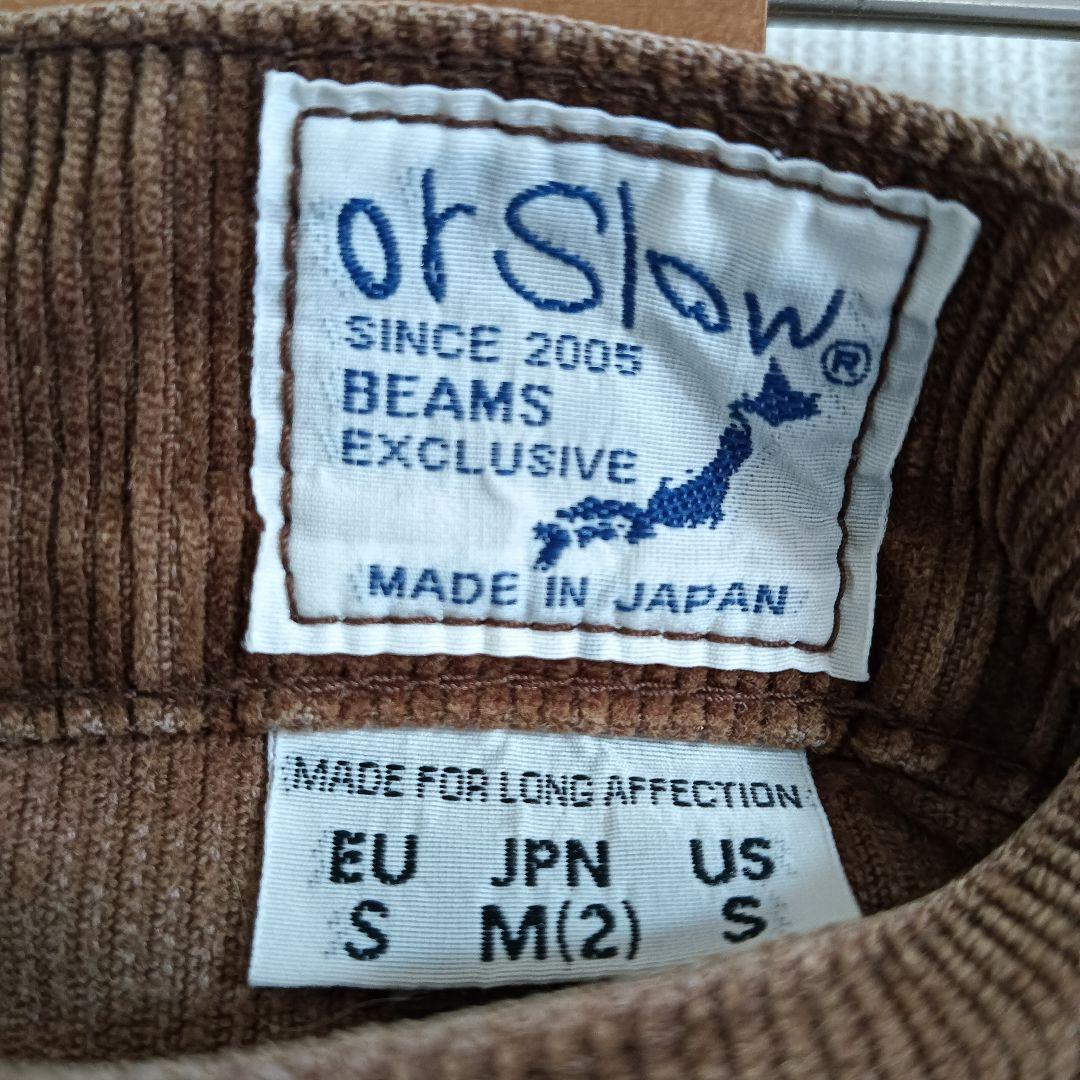 orSlow®
SINCE 2005
BEAMS
EXCLUSIVE
MADE IN JAPAN
MADE FOR LONG AFFECTION
EU JPN US
S M(2) S